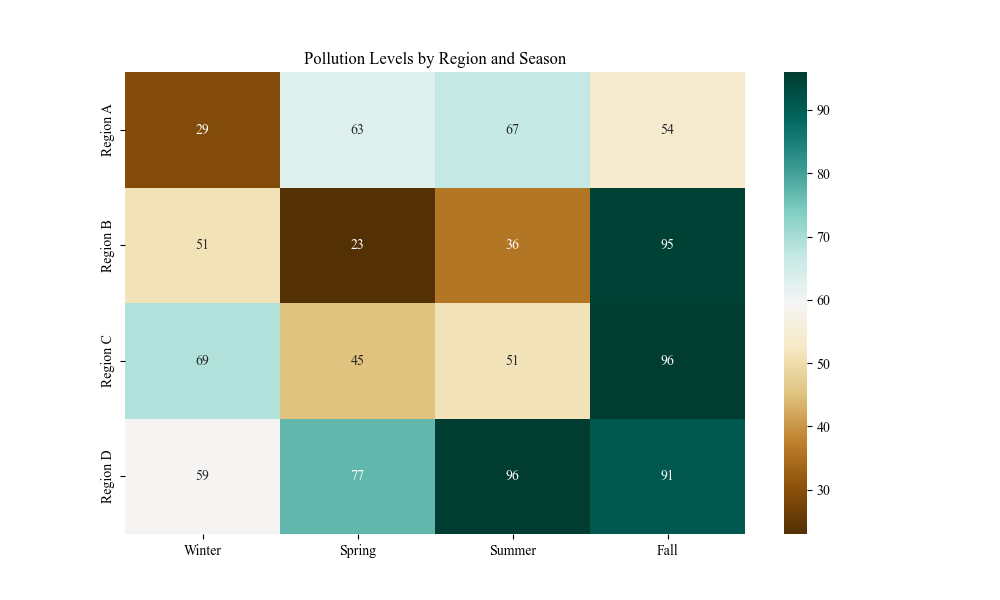 Pollution Levels by Region and Season
Region A
29
63
67
54
Region B
51
23
36
95
Region C
69
45
51
96
Region D
59
77
96
91
Winter
Spring
Summer
Fall
90
80
70
60
50
40
30